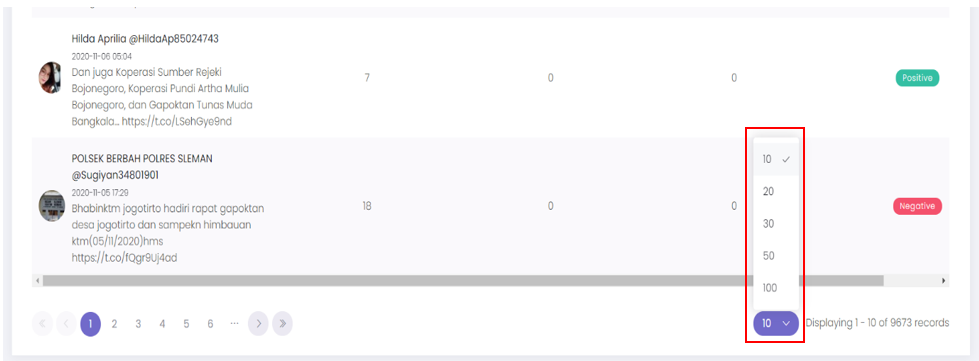 Hilda Aprilia @HildaAp85024743
2020-11-06 05:04
Dan juga Koperasi Sumber Rejeki
Bojonegoro, Koperasi Pundi Artha Mulia
Bojonegoro, dan Gapoktan Tunas Muda
Bangkala... https://t.co/LSehGye9nd
7 0 0 Positive
POLSEK BERBAH POLRES SLEMAN
@Sugiyan34801901
2020-11-05 17:29
Bhabinktm jogotirto hadiri rapat gapoktan
desa jogotirto dan sampekn himbauan
ktm(05/11/2020)hms
https://t.co/fQgr9Uj4ad
18 0 0 Negative
10
20
30
50
100
1 2 3 4 5 6 ...
10
Displaying 1 - 10 of 9673 records